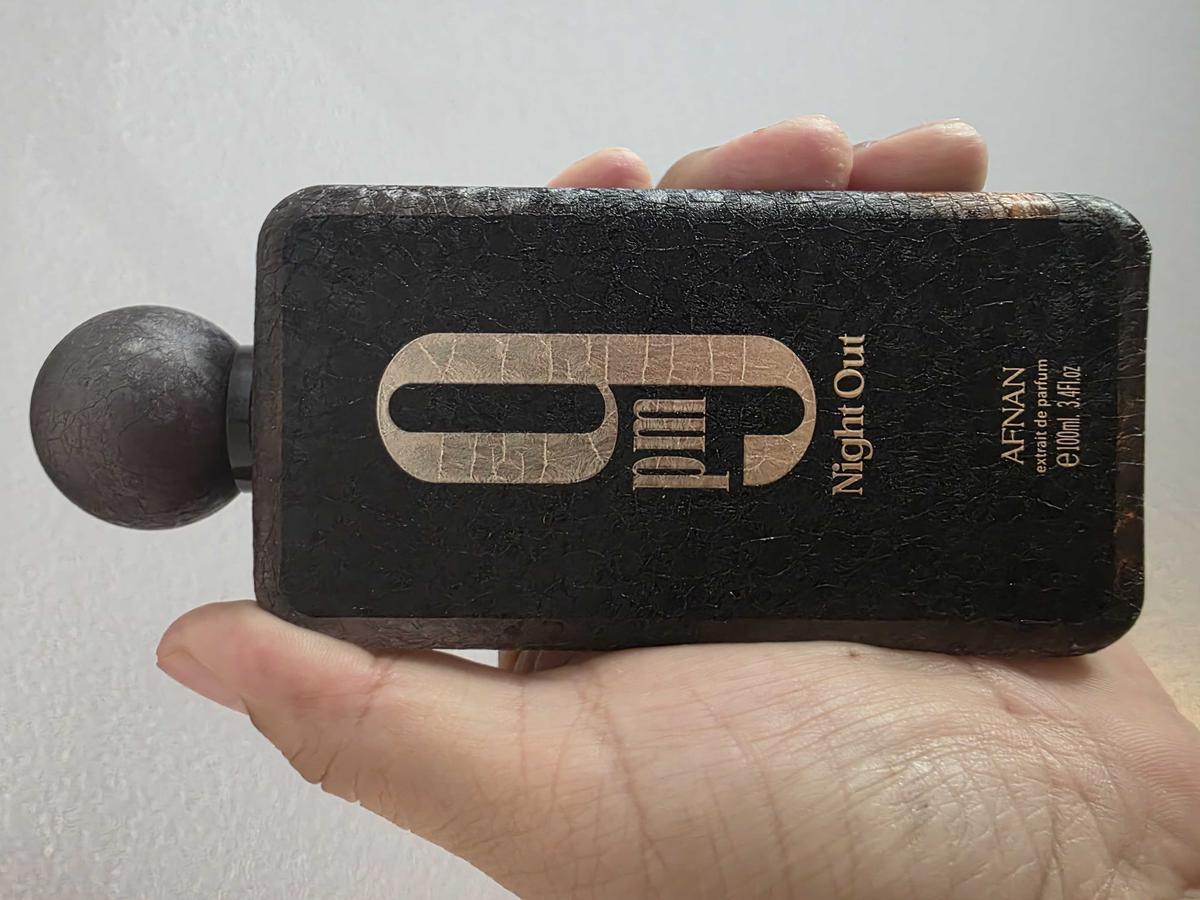 9
pm
Night Out
AFNAN
extrait de parfum
℮100ml. 3.4Fl.oz